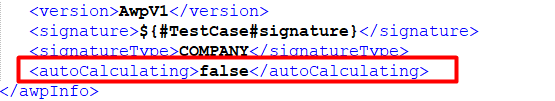 <version>AwpV1</version>
<signature>${#TestCase#signature}</signature>
<signatureType>COMPANY</signatureType>
<autoCalculating>false</autoCalculating>
</awpInfo>